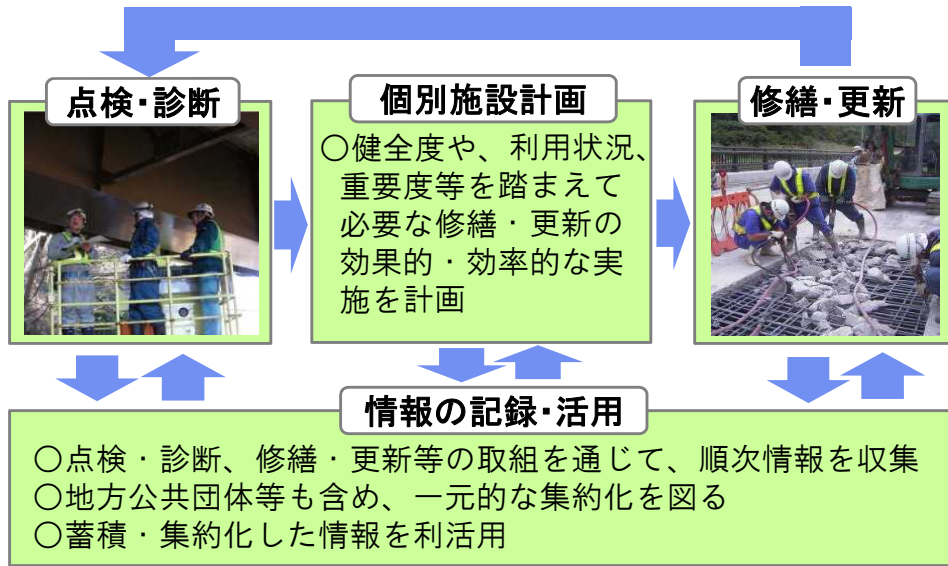 点検・診断
個別施設計画
修繕・更新
○健全度や、利用状況、
重要度等を踏まえて
必要な修繕・更新の
効果的・効率的な実
施を計画
情報の記録・活用
○点検・診断、修繕・更新等の取組を通じて、順次情報を収集
○地方公共団体等も含め、一元的な集約化を図る
○蓄積・集約化した情報を利活用